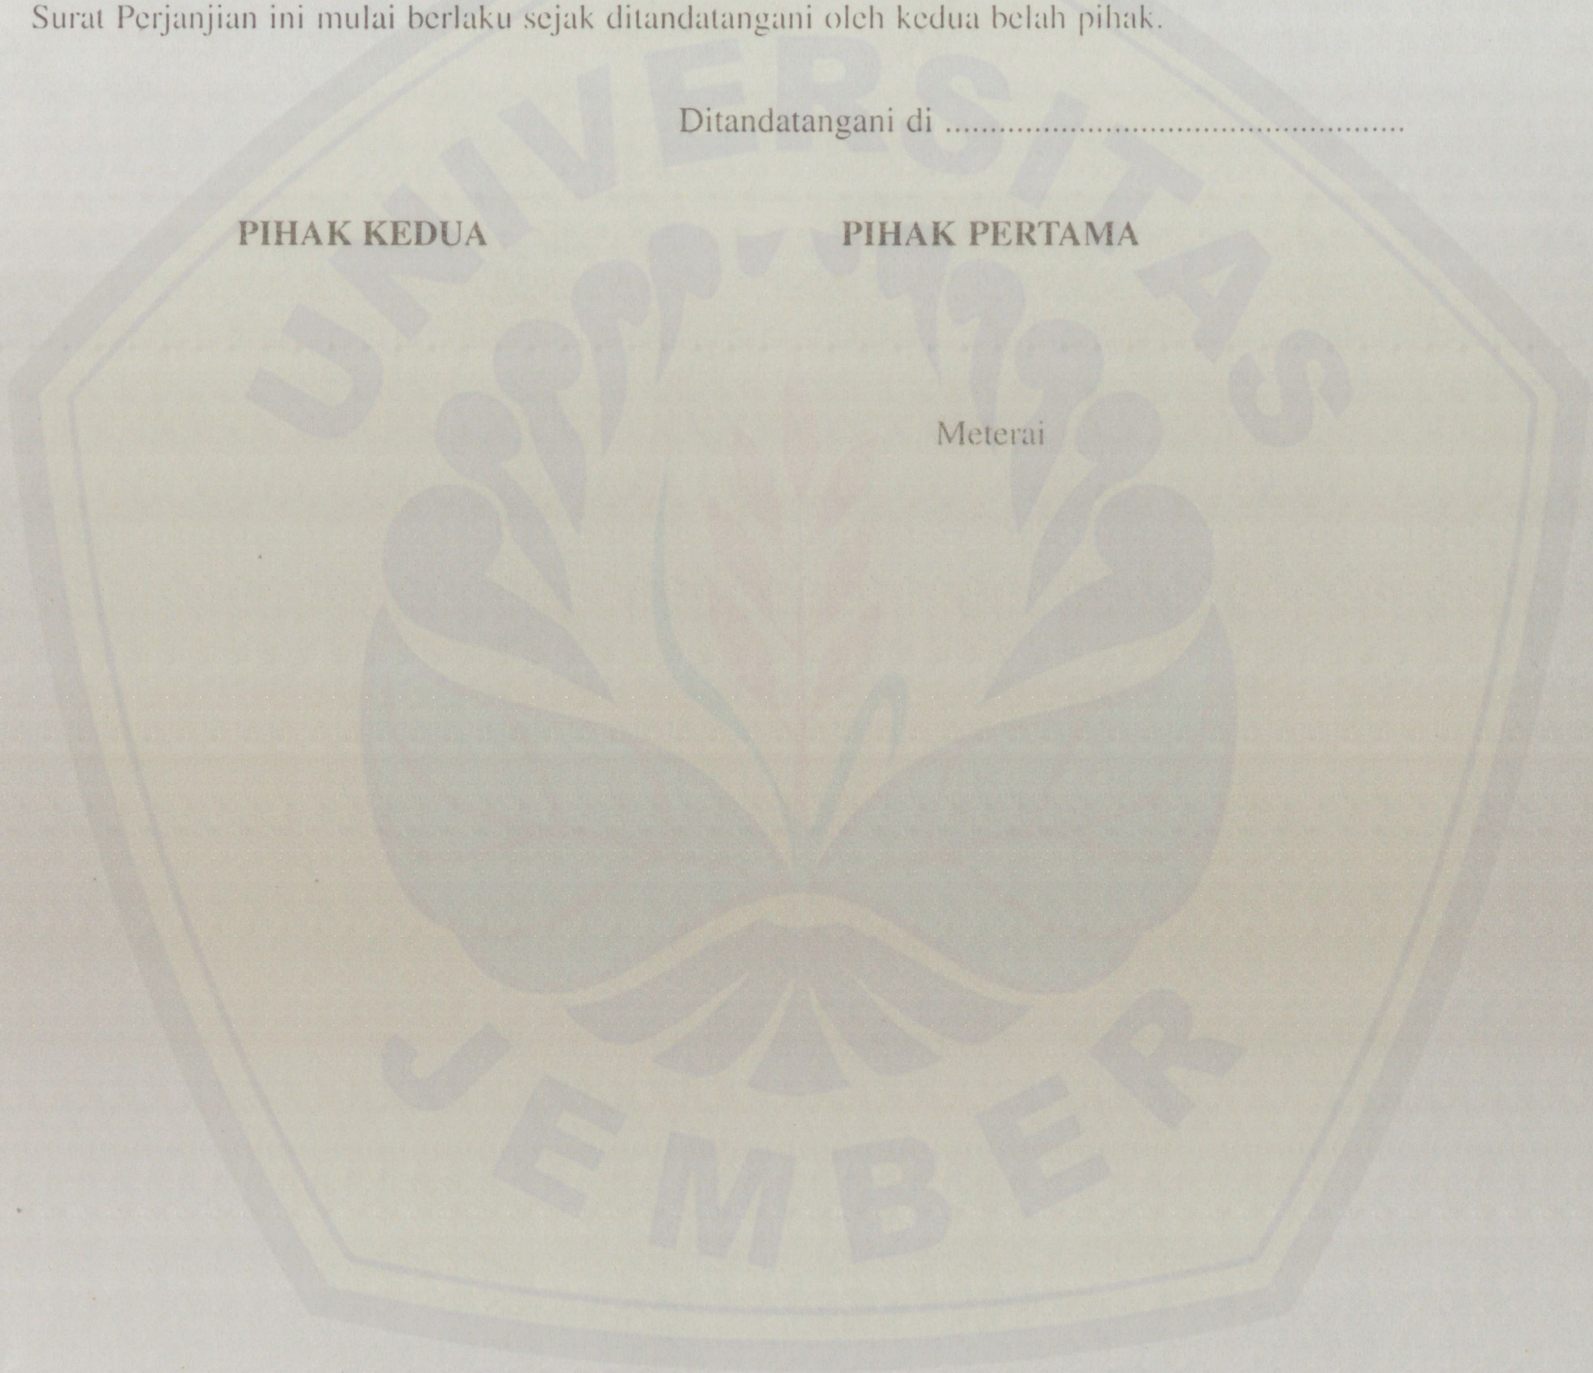 Surat Perjanjian ini mulai berlaku sejak ditandatangani oleh kedua belah pihak.
Ditandatangani di ......................................................
PIHAK KEDUA PIHAK PERTAMA
Meterai
UNIVERSITAS
JEMBER